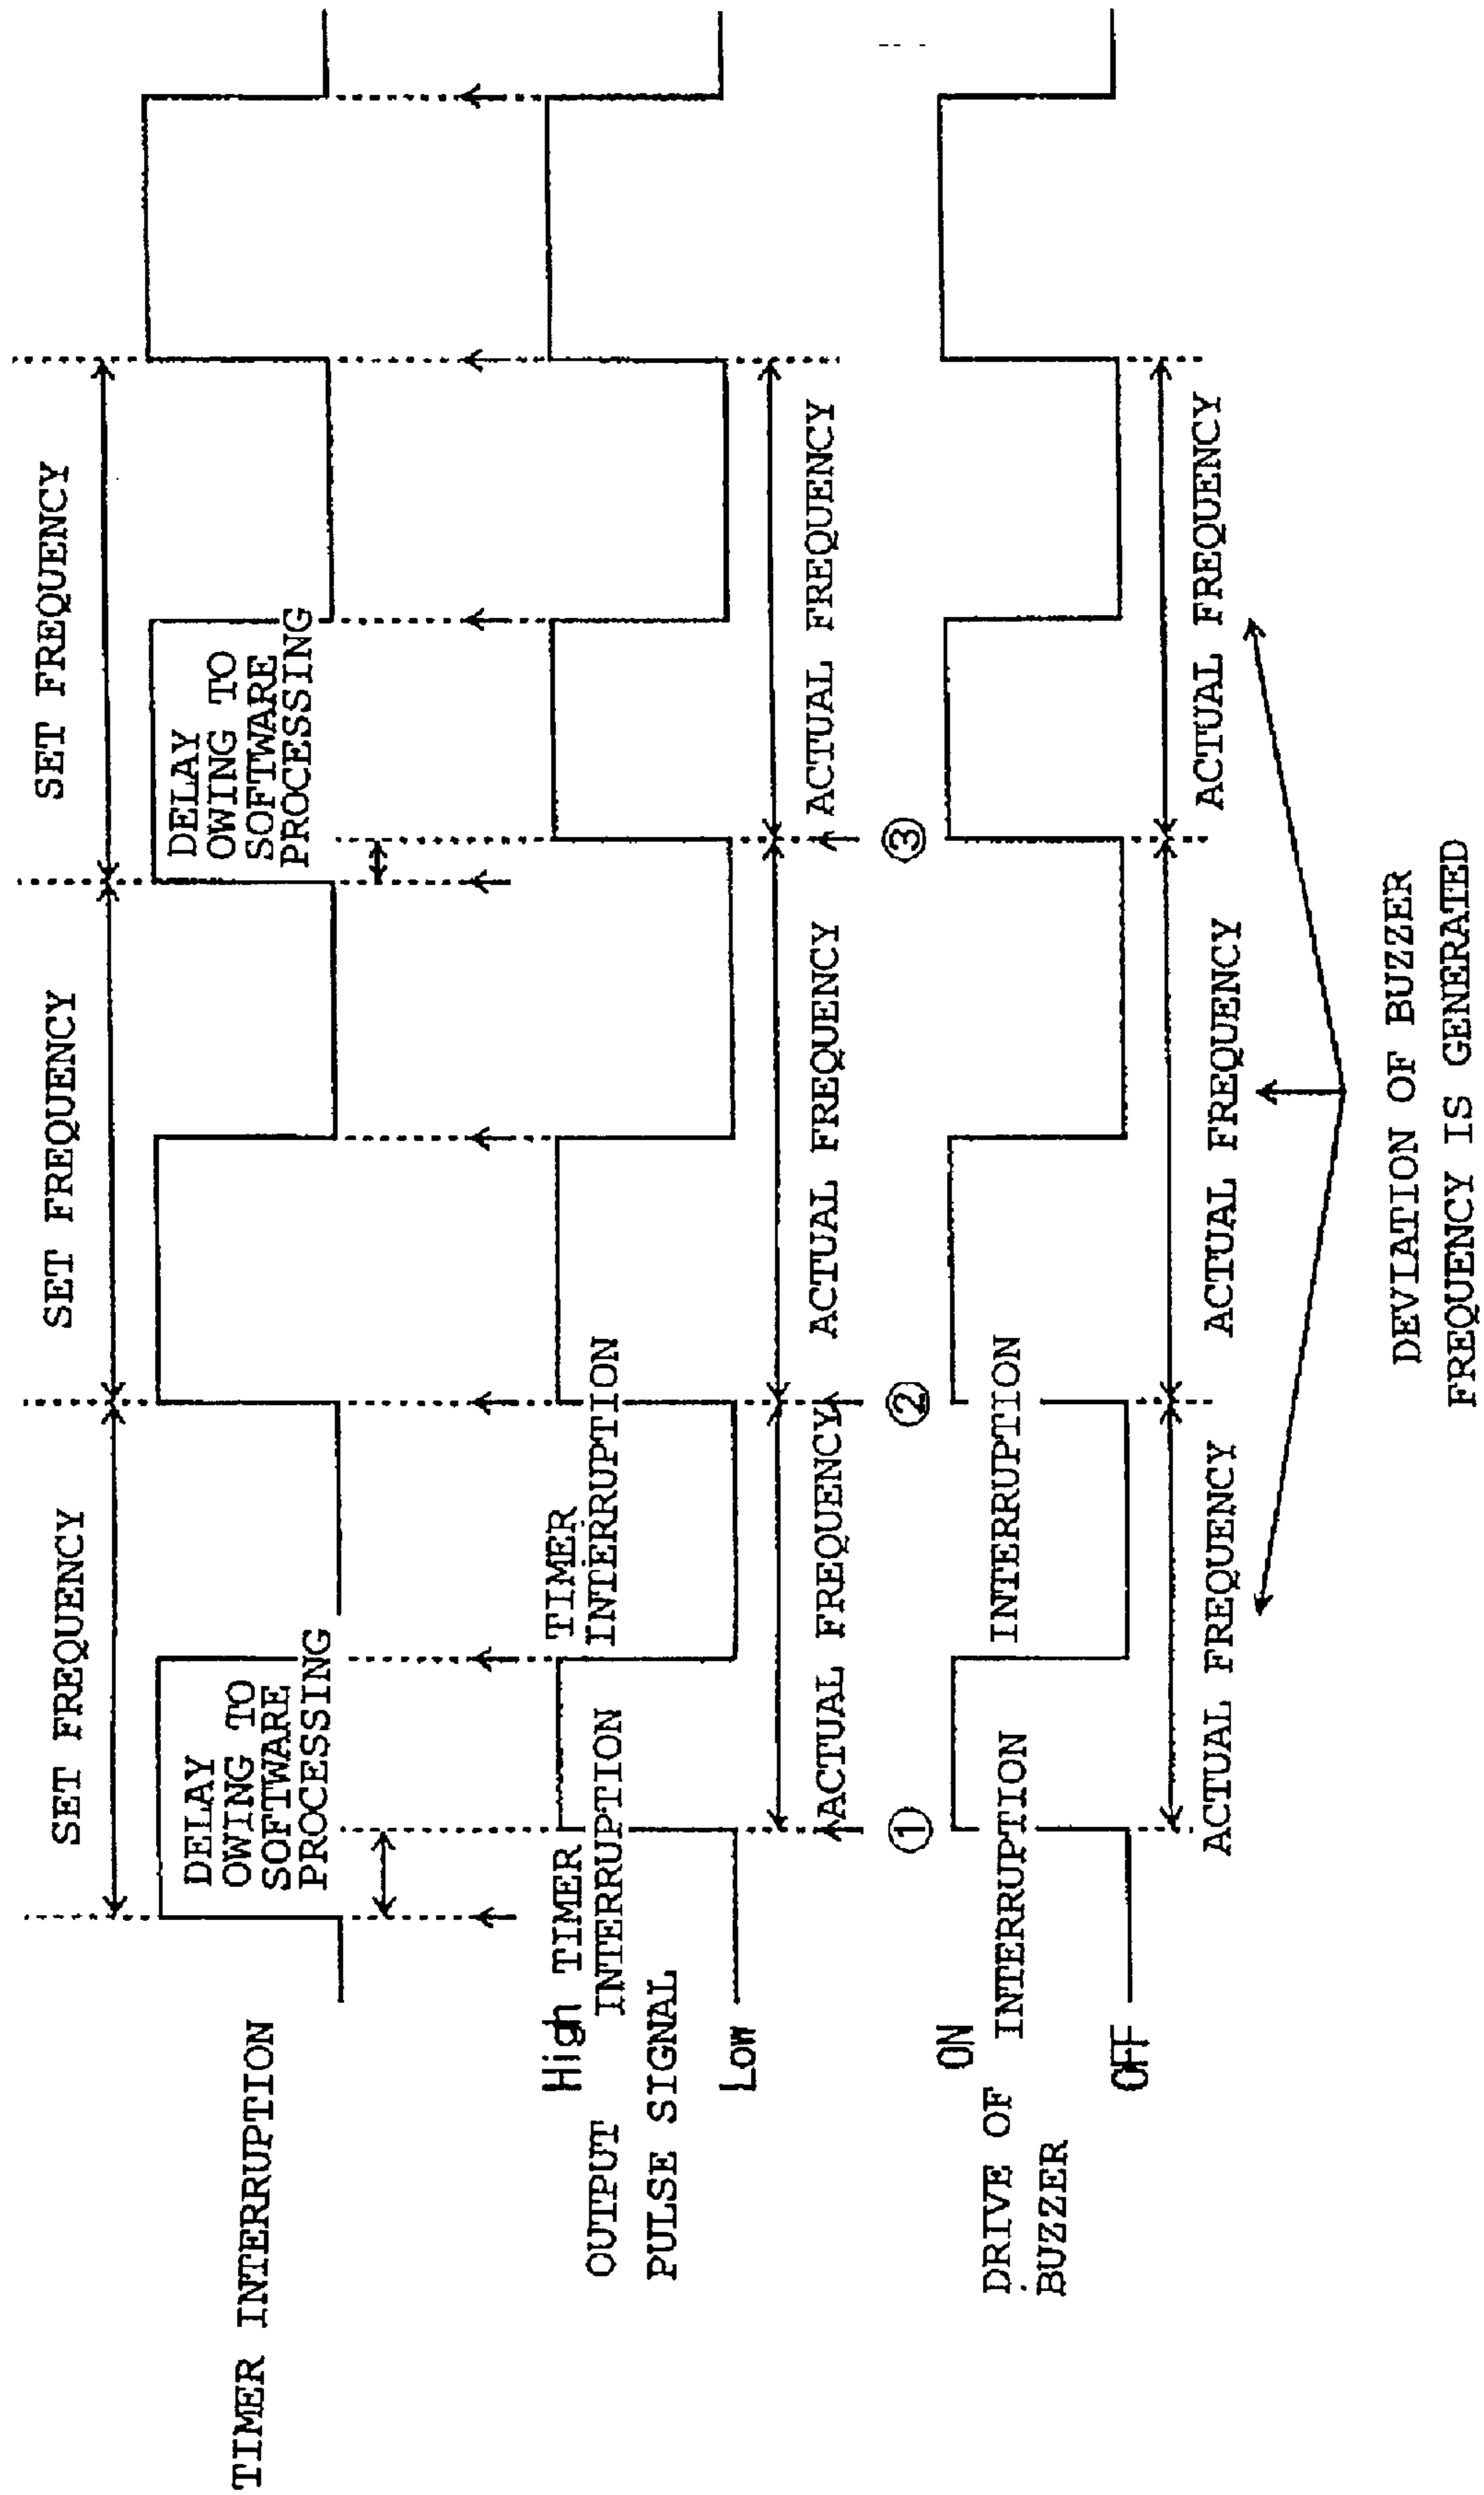 SET FREQUENCY
SET FREQUENCY
SET FREQUENCY
TIMER INTERRUPTION
DELAY
OWING TO
SOFTWARE
PROCESSING
DELAY
OWING TO
SOFTWARE
PROCESSING
High
TIMER
INTERRUPTION
TIMER
INTERRUPTION
OUTPUT
PULSE SIGNAL
Low
ACTUAL FREQUENCY
ACTUAL FREQUENCY
ACTUAL FREQUENCY
①
②
③
ON
INTERRUPTION
INTERRUPTION
DRIVE OF
BUZZER
OFF
ACTUAL FREQUENCY
ACTUAL FREQUENCY
ACTUAL FREQUENCY
DEVIATION OF BUZZER
FREQUENCY IS GENERATED